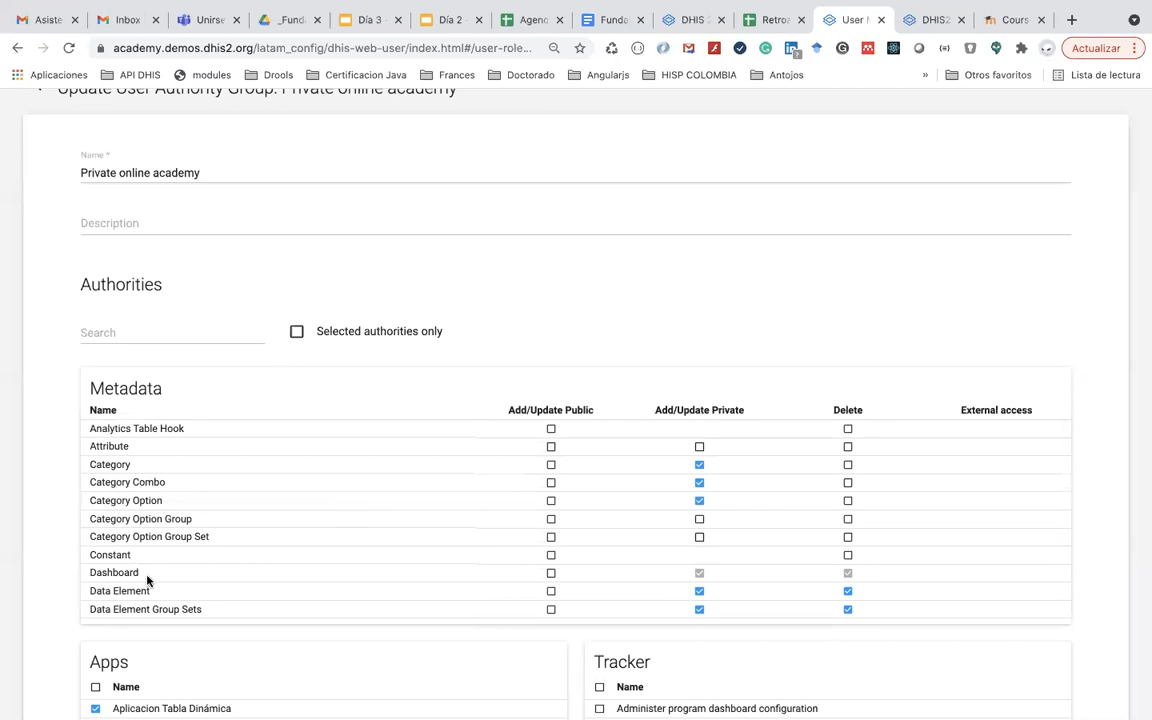 Asiste
Inbox
Unirse
_Fund
Día 3 -
Día 2 -
Agend
Funda
DHIS 2
Retroa
User M
DHIS2
Cours
academy.demos.dhis2.org/latam_config/dhis-web-user/index.html#/user-role...
Actualizar
Aplicaciones
API DHIS
modules
Drools
Certificacion Java
Frances
Doctorado
Angularjs
HISP COLOMBIA
Antojos
»
Otros favoritos
Lista de lectura
Update User Authority Group: Private online academy
Name *
Private online academy
Description
Authorities
Search
Selected authorities only
Metadata
Name Add/Update Public Add/Update Private Delete External access
Analytics Table Hook
Attribute
Category
Category Combo
Category Option
Category Option Group
Category Option Group Set
Constant
Dashboard
Data Element
Data Element Group Sets
Apps
Name
Aplicacion Tabla Dinámica
Tracker
Name
Administer program dashboard configuration